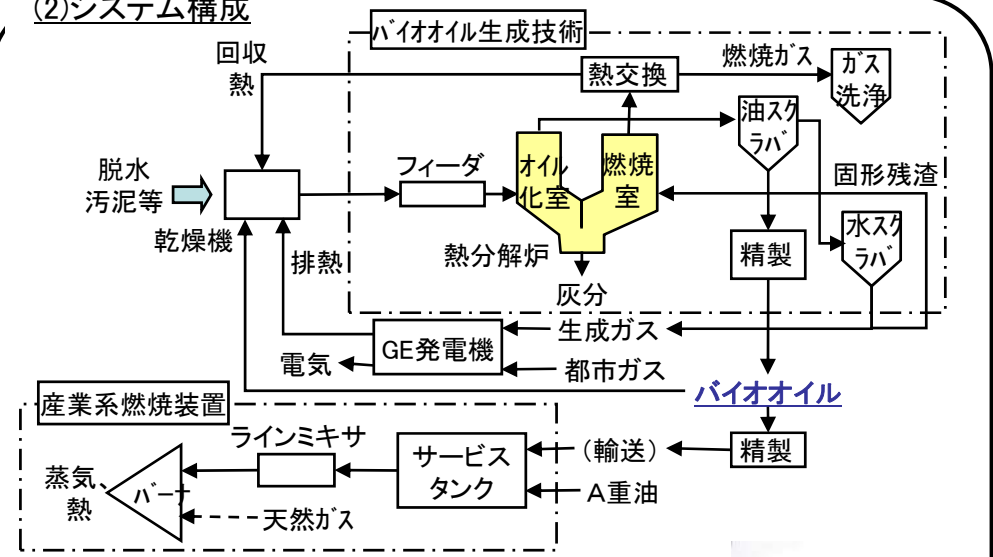 (2)システム構成
ﾊﾞｲｵｵｲﾙ生成技術
回収
熱
熱交換
燃焼ｶﾞｽ
ｶﾞｽ
洗浄
油ｽｸ
ﾗﾊﾞ
脱水
汚泥等
フィーダ
ｵｲﾙ
化室
燃焼
室
固形残渣
乾燥機
排熱
熱分解炉
精製
水ｽｸ
ﾗﾊﾞ
灰分
GE発電機
生成ガス
電気
都市ガス
バイオオイル
産業系燃焼装置
ラインミキサ
サービス
タンク
(輸送)
精製
蒸気、
熱
ﾊﾞｰﾅ
天然ｶﾞｽ
A重油